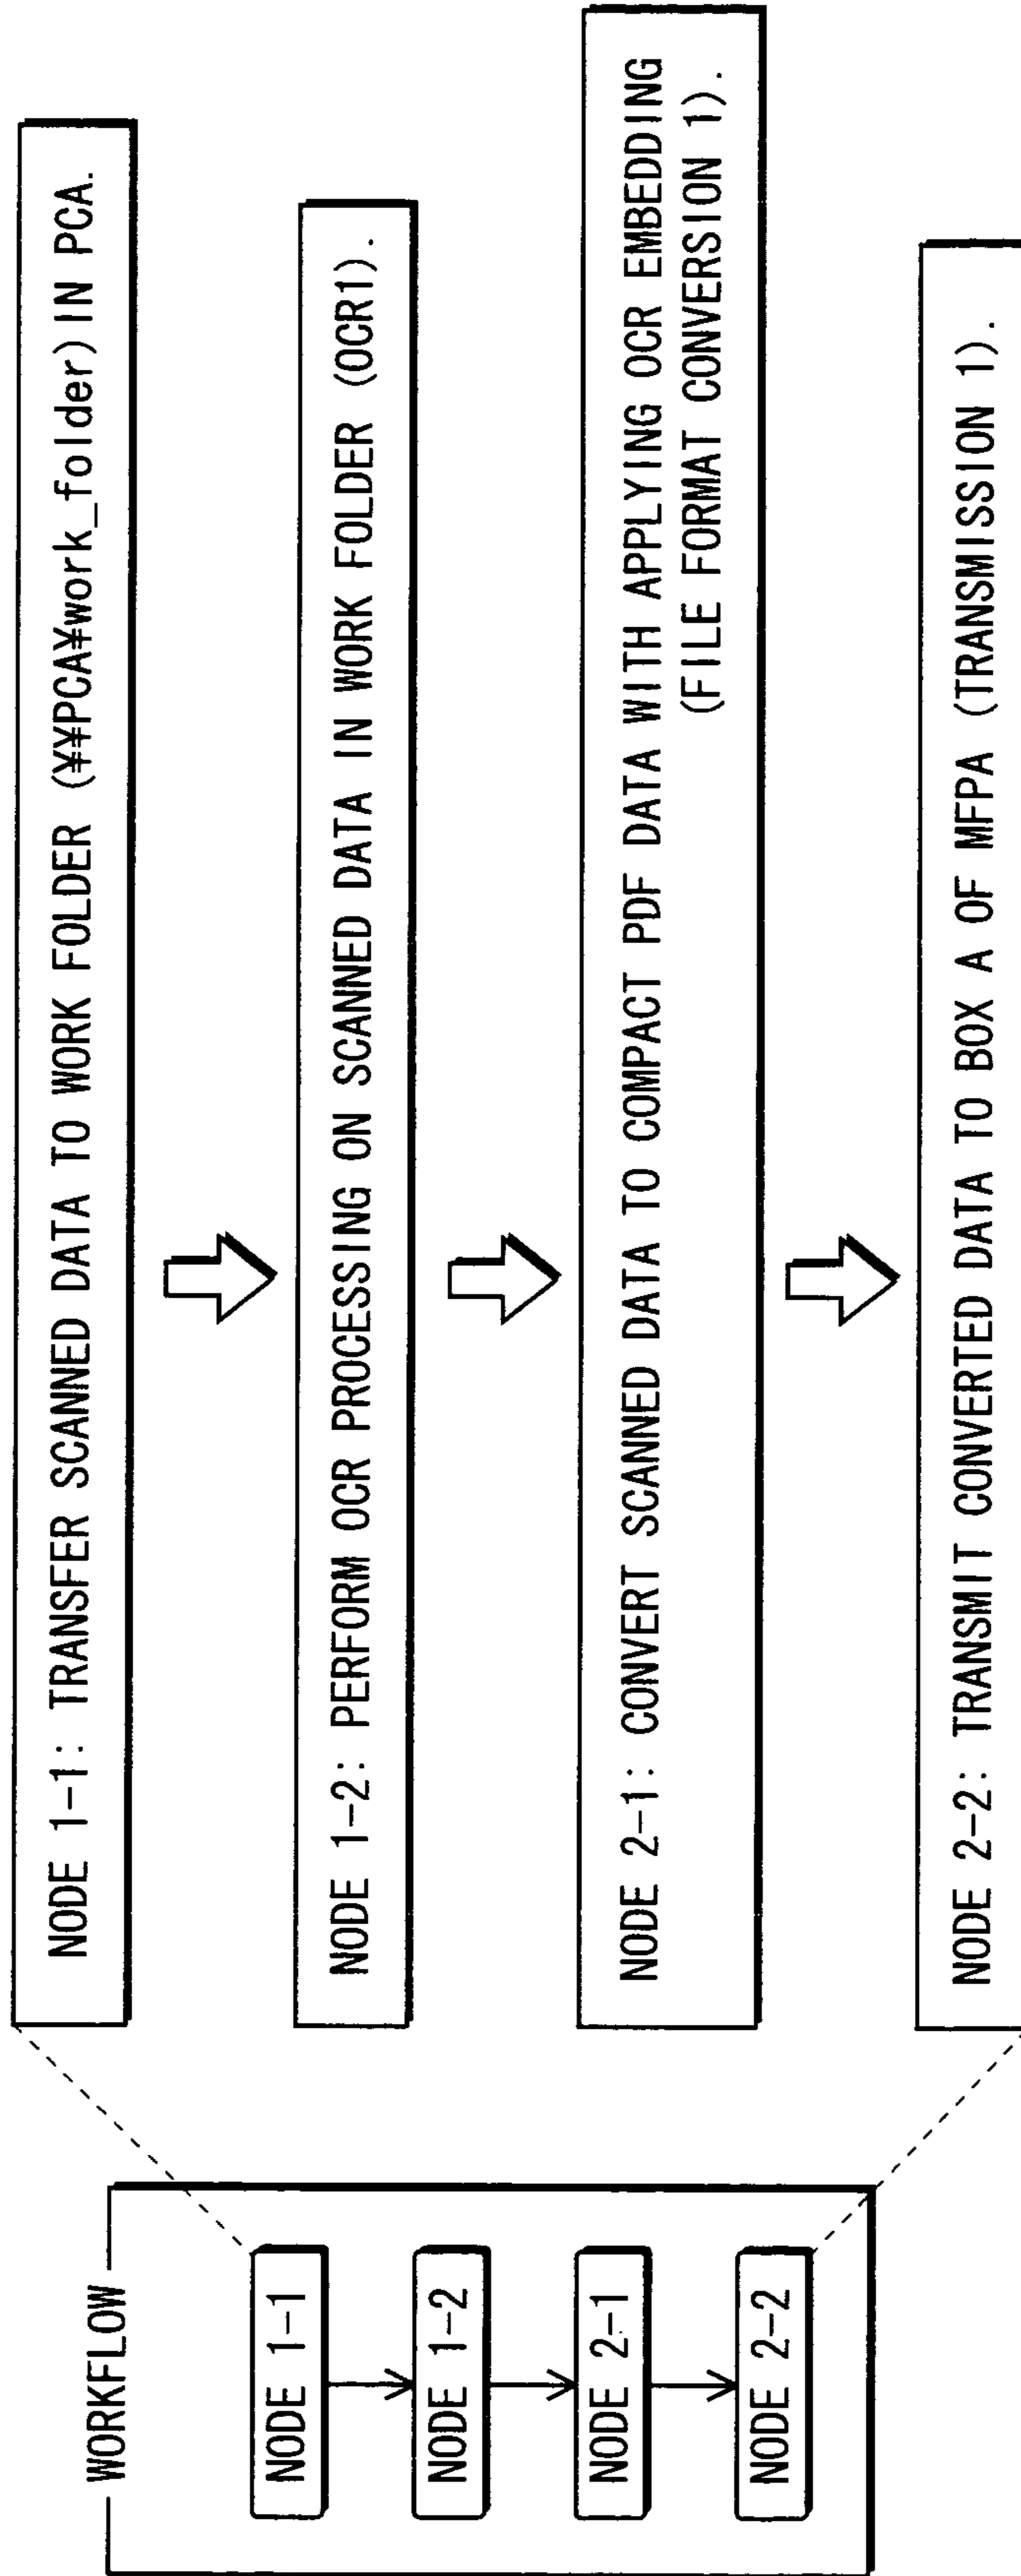 WORKFLOW
NODE 1-1
NODE 1-2
NODE 2-1
NODE 2-2
NODE 1-1: TRANSFER SCANNED DATA TO WORK FOLDER (¥¥PCA¥work_folder) IN PCA.
NODE 1-2: PERFORM OCR PROCESSING ON SCANNED DATA IN WORK FOLDER (OCR1).
NODE 2-1: CONVERT SCANNED DATA TO COMPACT PDF DATA WITH APPLYING OCR EMBEDDING
(FILE FORMAT CONVERSION 1).
NODE 2-2: TRANSMIT CONVERTED DATA TO BOX A OF MFPA (TRANSMISSION 1).